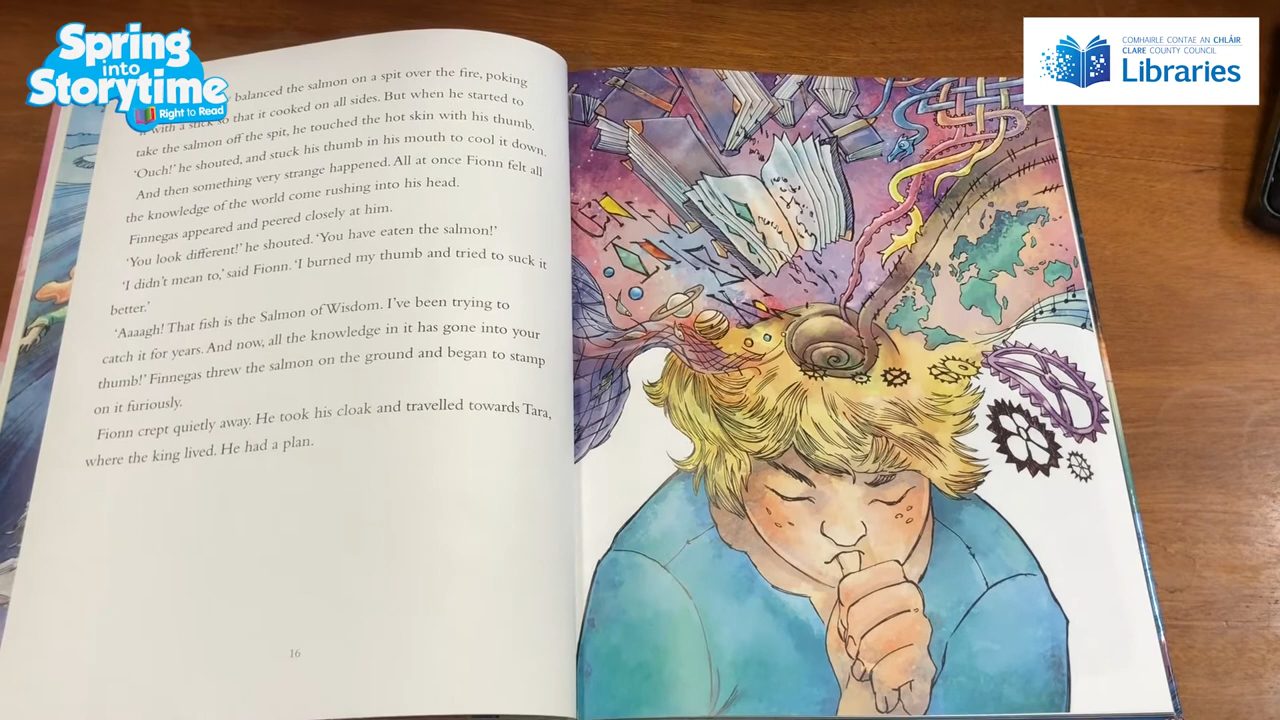 Spring
into
Storytime
Right to Read
COMHAIRLE CONTAE AN CHLÁIR
CLARE COUNTY COUNCIL
Libraries
balanced the salmon on a spit over the fire, poking
with a stick so that it cooked on all sides. But when he started to
take the salmon off the spit, he touched the hot skin with his thumb.
‘Ouch!’ he shouted, and stuck his thumb in his mouth to cool it down.
And then something very strange happened. All at once Fionn felt all
the knowledge of the world come rushing into his head.
Finnegas appeared and peered closely at him.
‘You look different!’ he shouted. ‘You have eaten the salmon!’
‘I didn’t mean to,’ said Fionn. ‘I burned my thumb and tried to suck it
better.’
‘Aaaagh! That fish is the Salmon of Wisdom. I’ve been trying to
catch it for years. And now, all the knowledge in it has gone into your
thumb!’ Finnegas threw the salmon on the ground and began to stamp
on it furiously.
Fionn crept quietly away. He took his cloak and travelled towards Tara,
where the king lived. He had a plan.
16